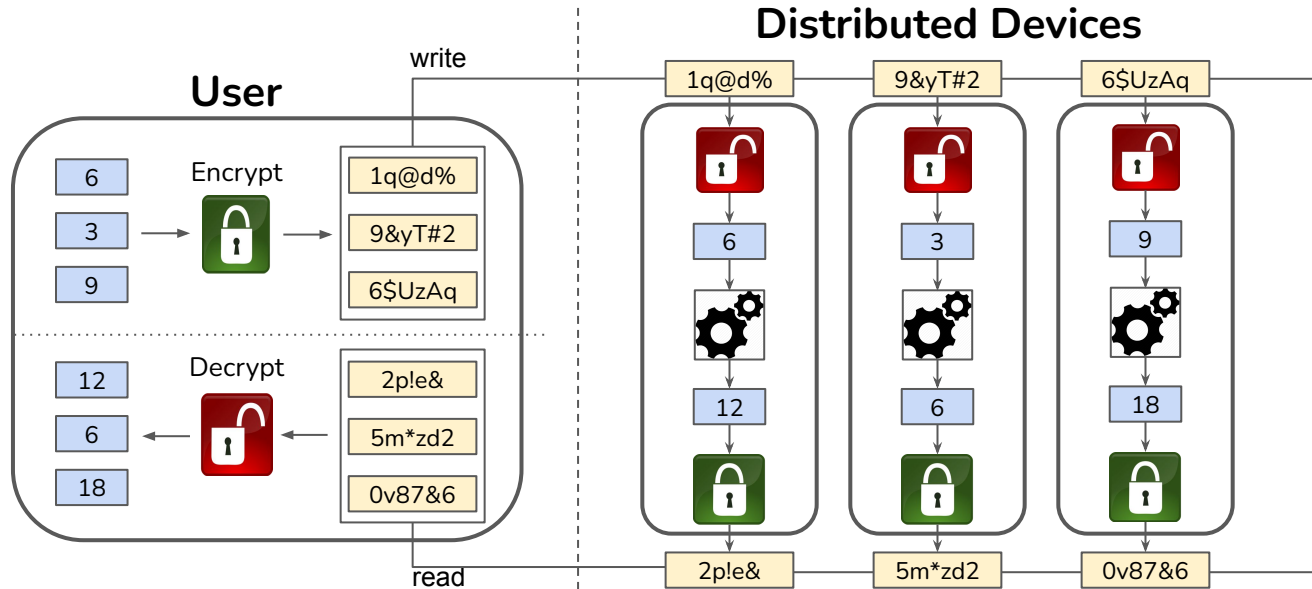 Distributed Devices
write
User
1q@d%
9&yT#2
6$UzAq
6
3
9
Encrypt
1q@d%
9&yT#2
6$UzAq
12
6
18
Decrypt
2p!e&
5m*zd2
0v87&6
read
6
3
9
12
6
18
2p!e&
5m*zd2
0v87&6